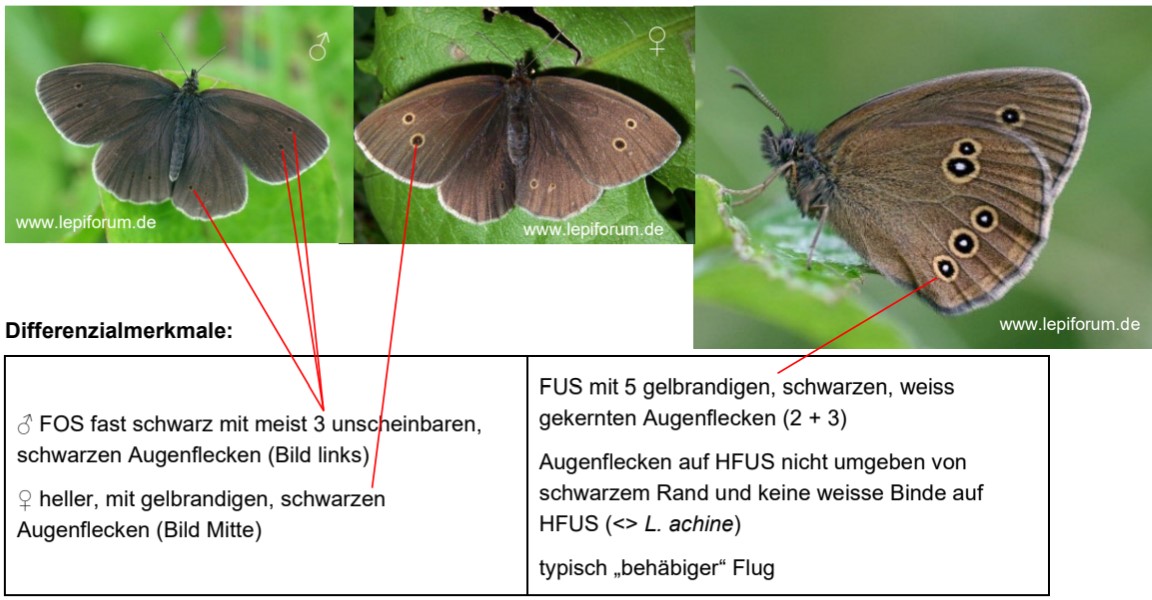 ♂
♀
www.lepiforum.de
www.lepiforum.de
www.lepiforum.de
Differenzialmerkmale:
♂ FOS fast schwarz mit meist 3 unscheinbaren,
schwarzen Augenflecken (Bild links)
♀ heller, mit gelbrandigen, schwarzen
Augenflecken (Bild Mitte)
FUS mit 5 gelbrandigen, schwarzen, weiss
gekernten Augenflecken (2 + 3)
Augenflecken auf HFUS nicht umgeben von
schwarzem Rand und keine weisse Binde auf
HFUS (<> L. achine)
typisch „behäbiger“ Flug